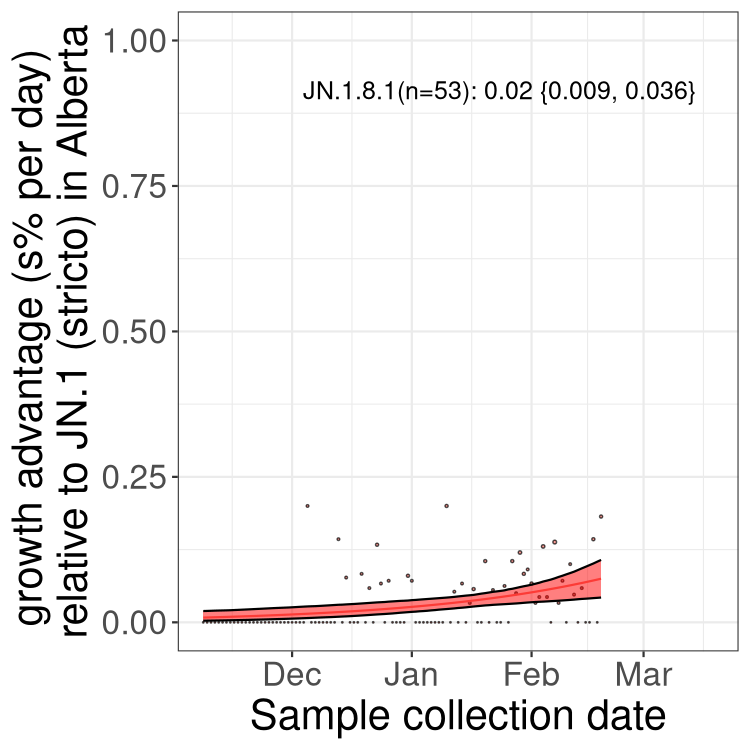 growth advantage (s% per day)
relative to JN.1 (stricto) in Alberta
1.00
0.75
0.50
0.25
0.00
JN.1.8.1(n=53): 0.02 {0.009, 0.036}
Dec Jan Feb Mar
Sample collection date